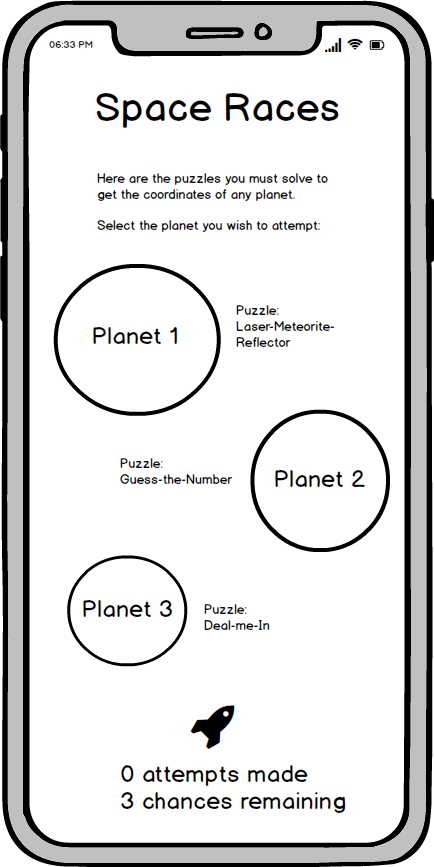 06:33 PM
Space Races
Here are the puzzles you must solve to
get the coordinates of any planet.
Select the planet you wish to attempt:
Planet 1
Puzzle:
Laser-Meteorite-
Reflector
Puzzle:
Guess-the-Number
Planet 2
Planet 3
Puzzle:
Deal-me-In
0 attempts made
3 chances remaining